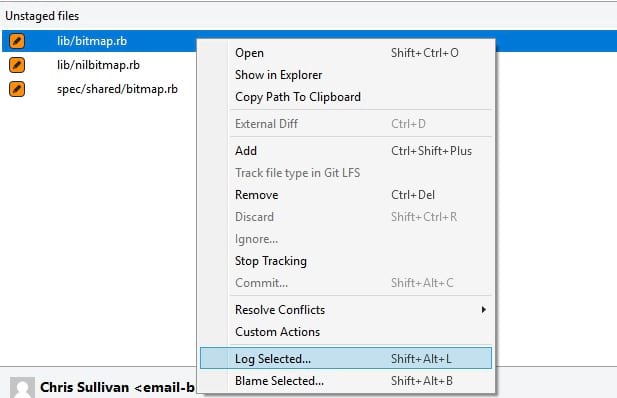 Unstaged files
lib/bitmap.rb
lib/nilbitmap.rb
spec/shared/bitmap.rb
Open Shift+Ctrl+O
Show in Explorer
Copy Path To Clipboard
External Diff Ctrl+D
Add Ctrl+Shift+Plus
Track file type in Git LFS
Remove Ctrl+Del
Discard Shift+Ctrl+R
Ignore...
Stop Tracking
Commit... Shift+Alt+C
Resolve Conflicts
Custom Actions
Log Selected... Shift+Alt+L
Blame Selected... Shift+Alt+B
Chris Sullivan <email-b